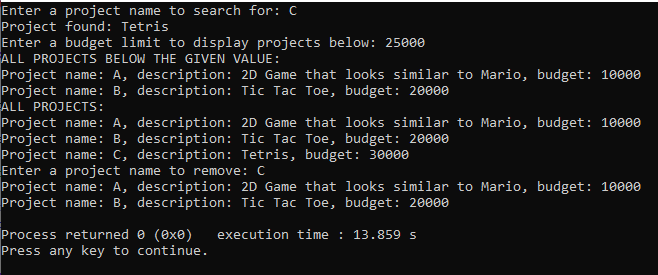 Enter a project name to search for: C
Project found: Tetris
Enter a budget limit to display projects below: 25000
ALL PROJECTS BELOW THE GIVEN VALUE:
Project name: A, description: 2D Game that looks similar to Mario, budget: 10000
Project name: B, description: Tic Tac Toe, budget: 20000
ALL PROJECTS:
Project name: A, description: 2D Game that looks similar to Mario, budget: 10000
Project name: B, description: Tic Tac Toe, budget: 20000
Project name: C, description: Tetris, budget: 30000
Enter a project name to remove: C
Project name: A, description: 2D Game that looks similar to Mario, budget: 10000
Project name: B, description: Tic Tac Toe, budget: 20000
Process returned 0 (0x0)   execution time : 13.859 s
Press any key to continue.